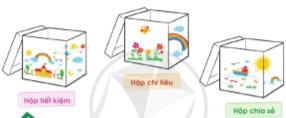 Hộp tiết kiệm
Hộp chi tiêu
Hộp chia sẻ